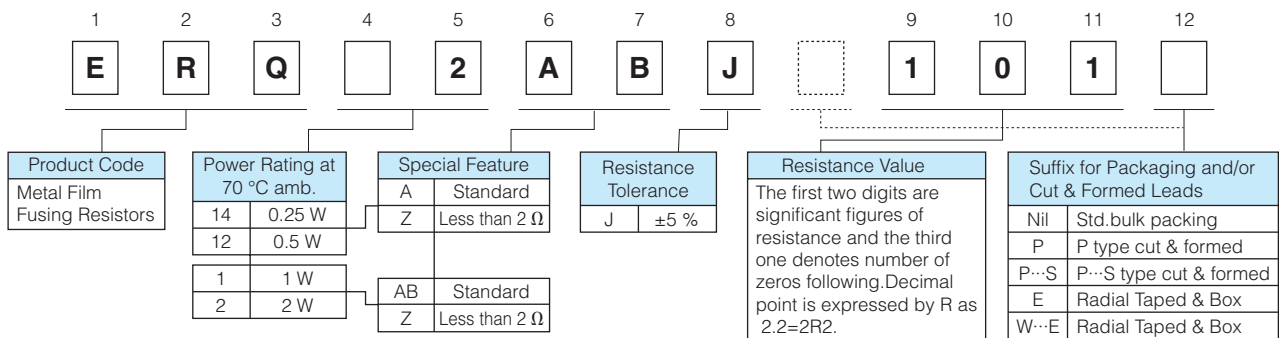 1 2 3 4 5 6 7 8 9 10 11 12
E R Q 2 A B J 1 0 1
Product Code
Metal Film
Fusing Resistors
Power Rating at
70 °C amb.
14 0.25 W
12 0.5 W
1 1 W
2 2 W
Special Feature
A Standard
Z Less than 2 Ω
AB Standard
Z Less than 2 Ω
Resistance
Tolerance
J ±5 %
Resistance Value
The first two digits are
significant figures of
resistance and the third
one denotes number of
zeros following.Decimal
point is expressed by R as
2.2=2R2.
Suffix for Packaging and/or
Cut & Formed Leads
Nil Std.bulk packing
P P type cut & formed
P···S P···S type cut & formed
E Radial Taped & Box
W···E Radial Taped & Box